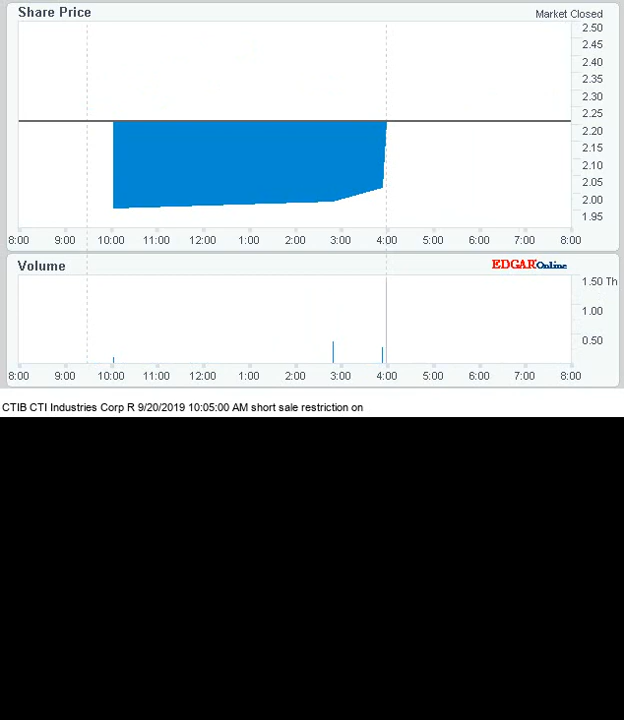 Share Price
Market Closed
2.50
2.45
2.40
2.35
2.30
2.25
2.20
2.15
2.10
2.05
2.00
1.95
8:00 9:00 10:00 11:00 12:00 1:00 2:00 3:00 4:00 5:00 6:00 7:00 8:00
Volume
EDGAROnline
1.50 Th
1.00
0.50
8:00 9:00 10:00 11:00 12:00 1:00 2:00 3:00 4:00 5:00 6:00 7:00 8:00
CTIB CTI Industries Corp R 9/20/2019 10:05:00 AM short sale restriction on